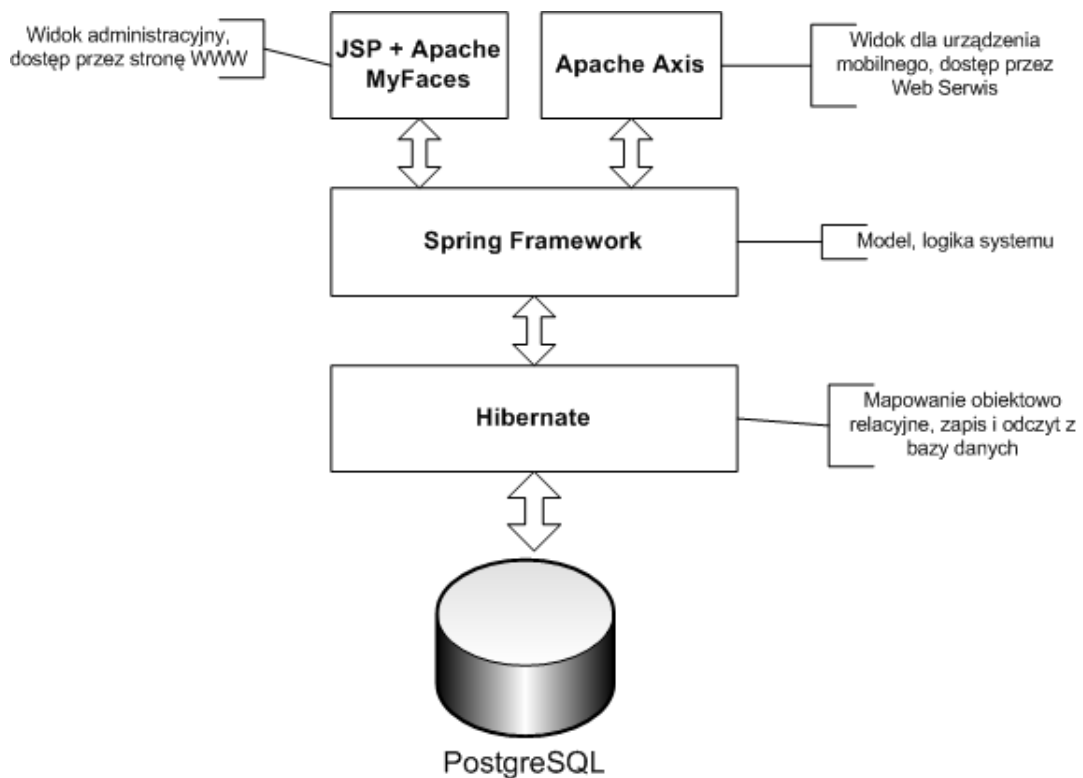 Widok administracyjny,
dostęp przez stronę WWW
JSP + Apache
MyFaces
Apache Axis
Widok dla urządzenia
mobilnego, dostęp przez
Web Serwis
Spring Framework
Model, logika systemu
Hibernate
Mapowanie obiektowo
relacyjne, zapis i odczyt z
bazy danych
PostgreSQL